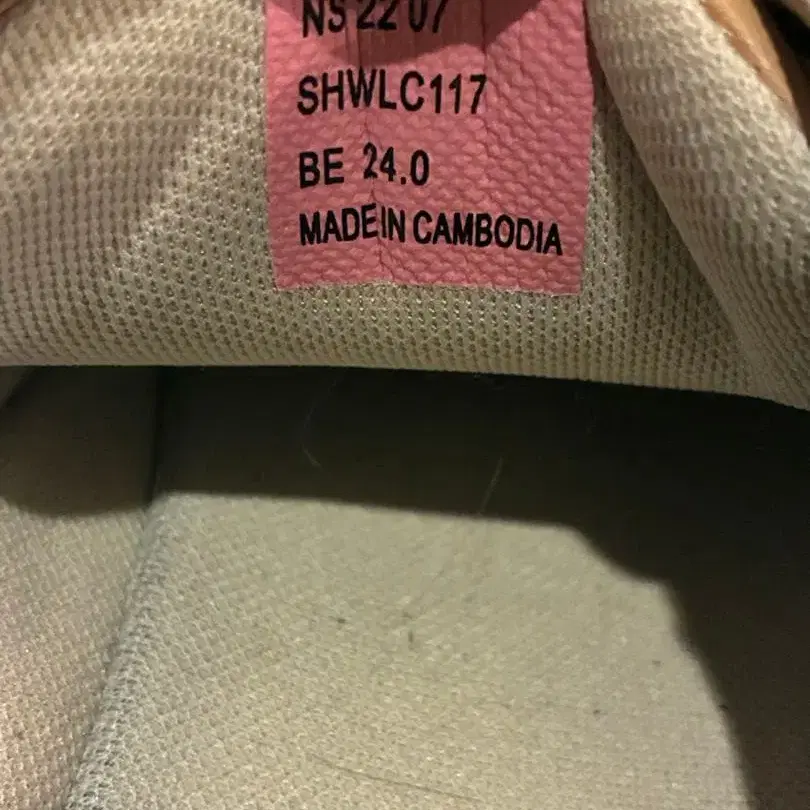 NS 22 07
SHWLC117
BE 24.0
MADE IN CAMBODIA